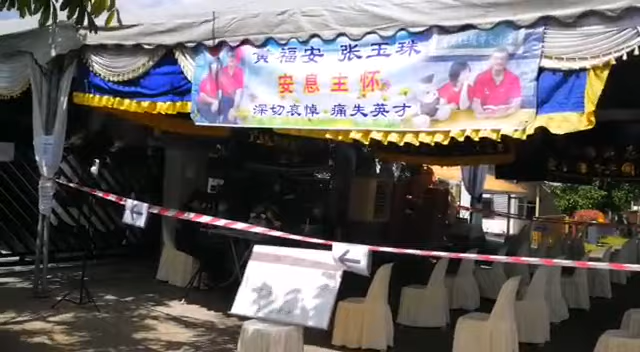 黄福安 张玉珠
安息主怀
深切哀悼 痛失英才